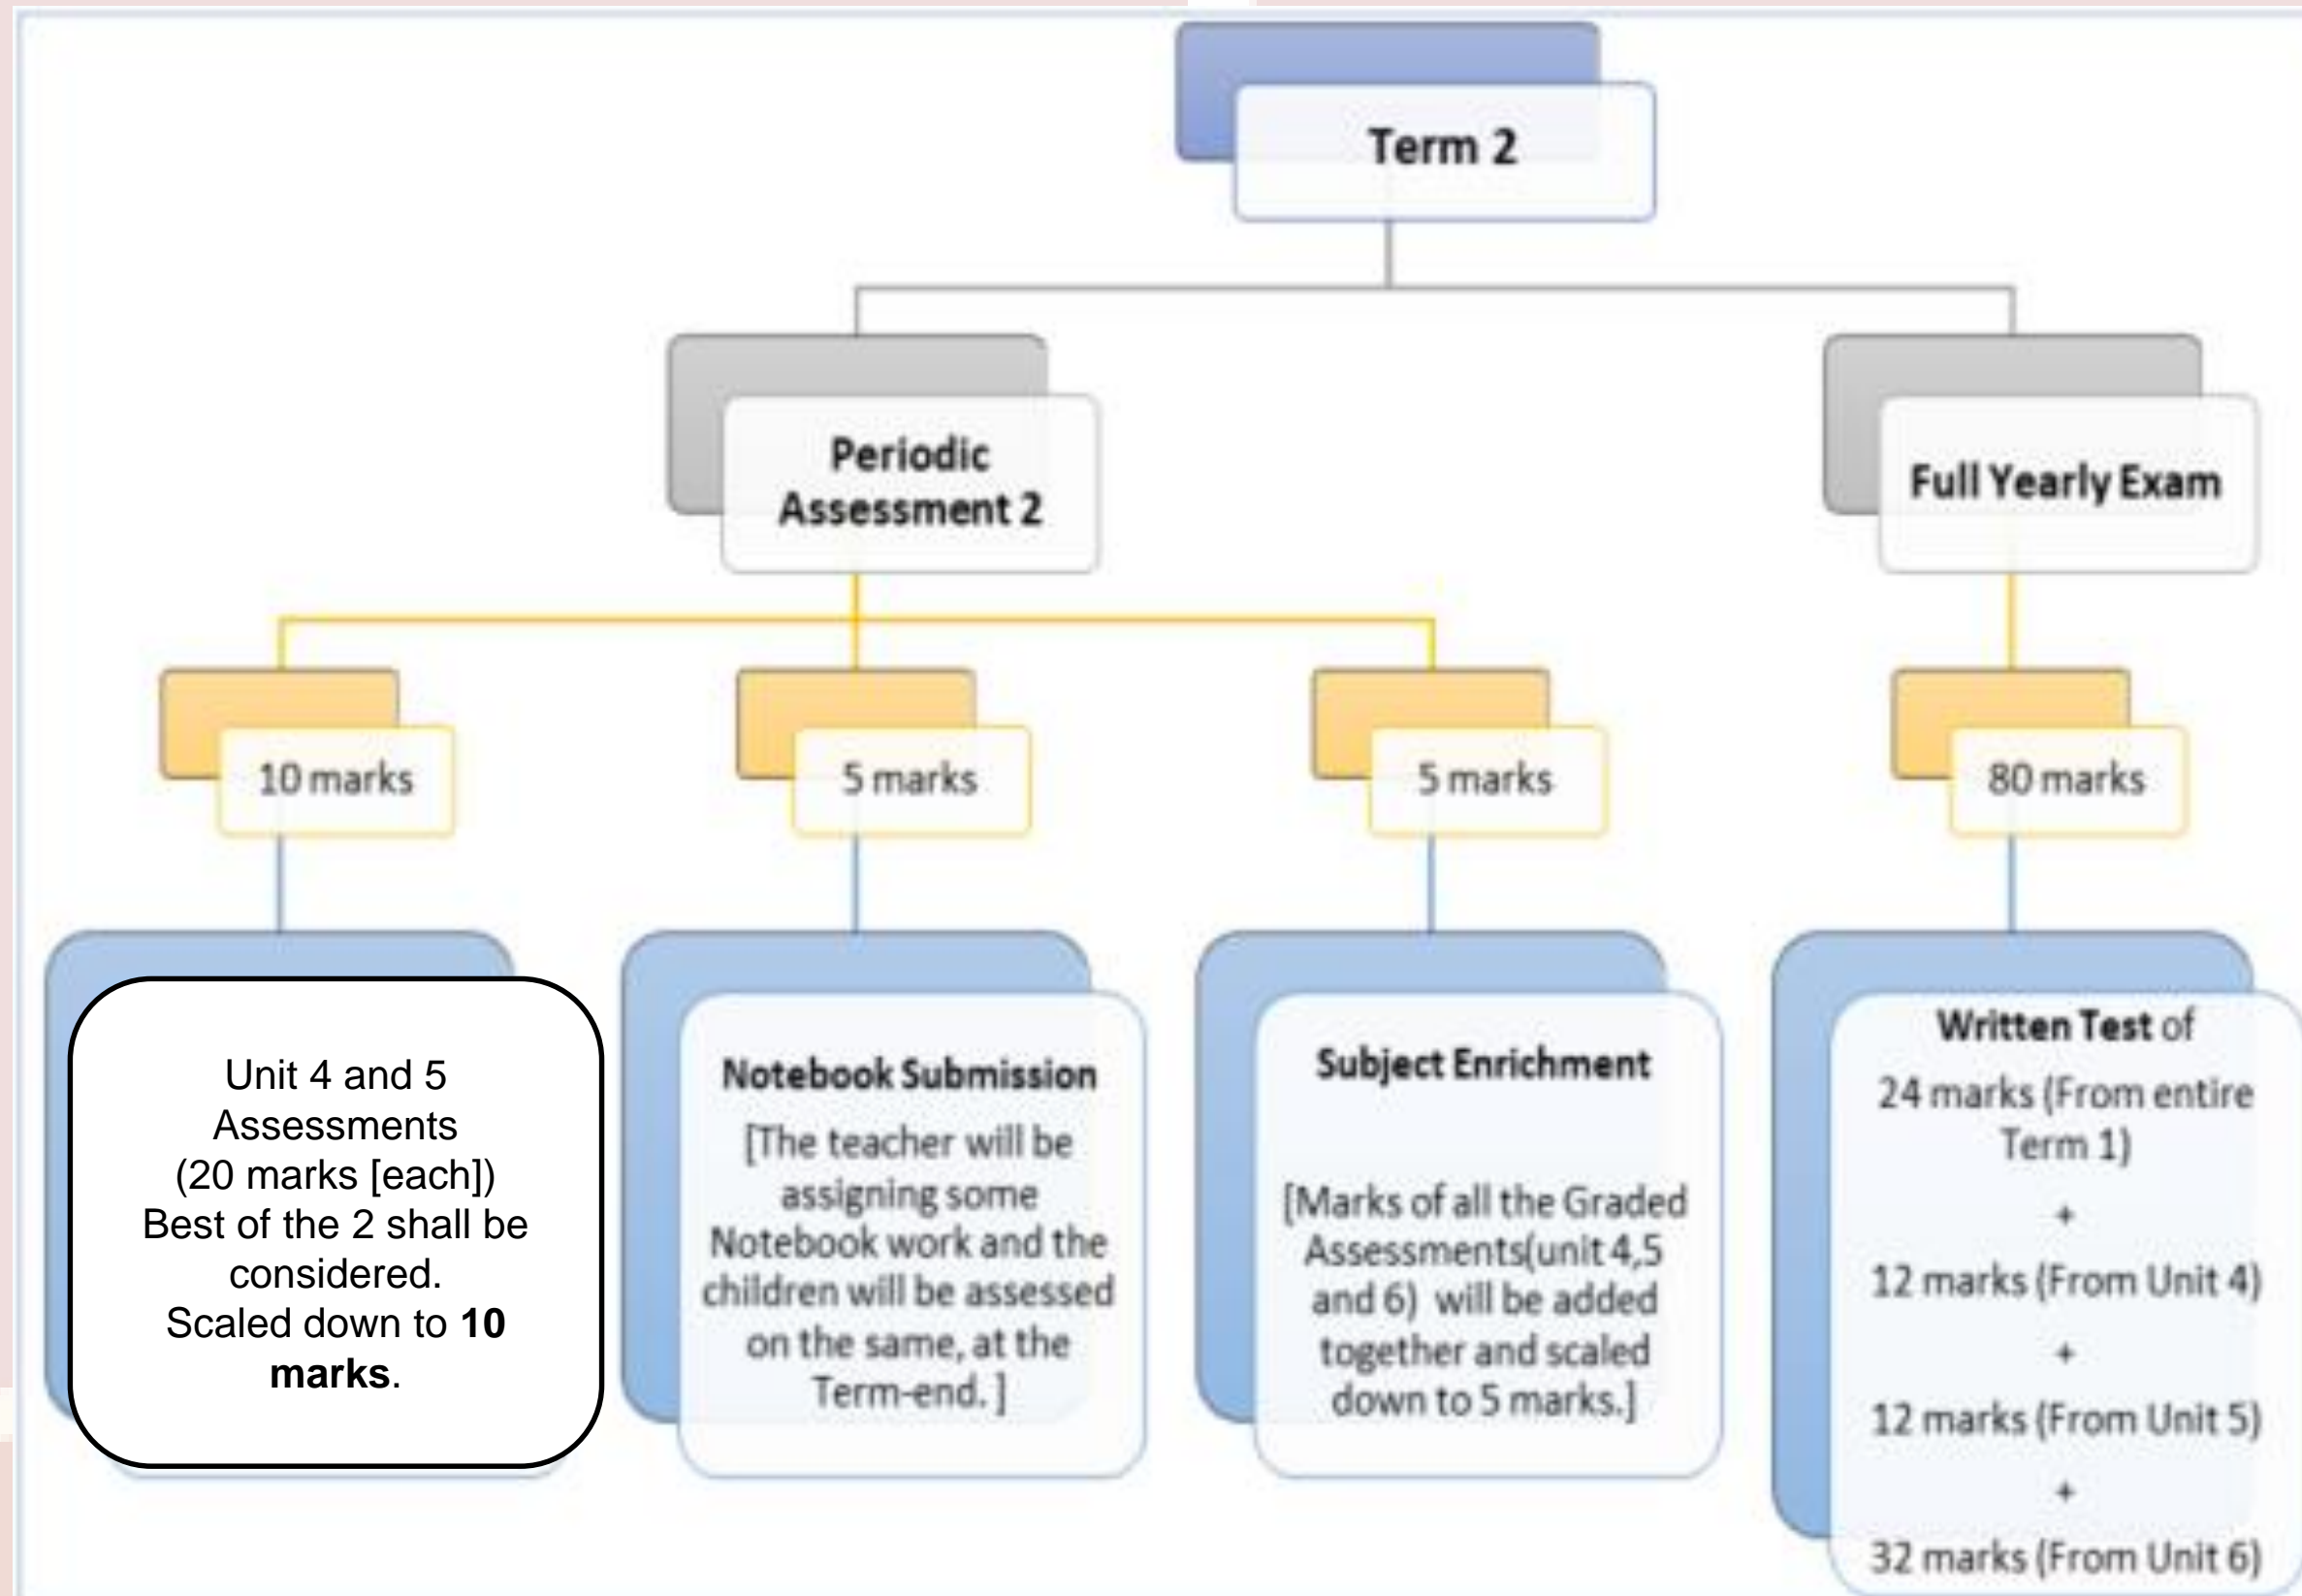 Term 2
Periodic
Assessment 2
Full Yearly Exam
10 marks
5 marks
5 marks
80 marks
Unit 4 and 5
Assessments
(20 marks [each])
Best of the 2 shall be
considered.
Scaled down to 10
marks.
Notebook Submission
[The teacher will be
assigning some
Notebook work and the
children will be assessed
on the same, at the
Term-end. ]
Subject Enrichment
[Marks of all the Graded
Assessments(unit 4,5
and 6) will be added
together and scaled
down to 5 marks.]
Written Test of
24 marks (From entire
Term 1)
+
12 marks (From Unit 4)
+
12 marks (From Unit 5)
+
32 marks (From Unit 6)